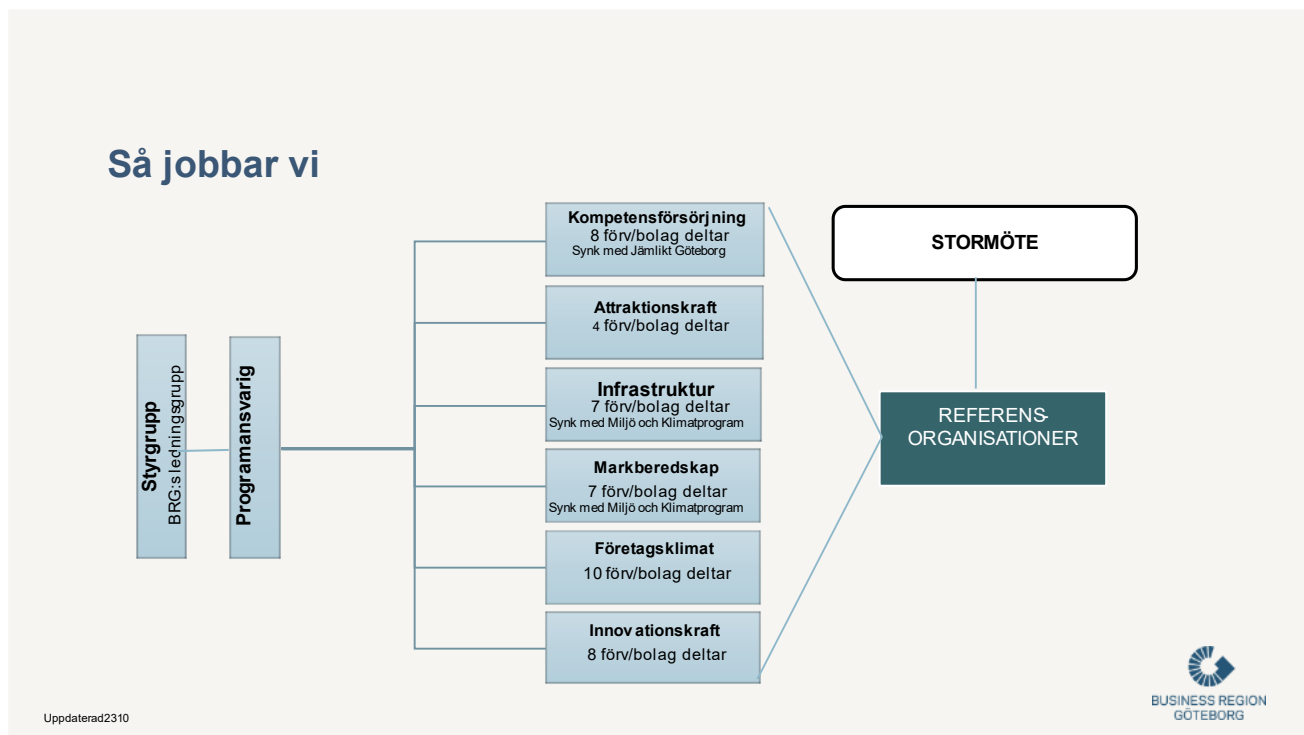 Så jobbar vi
Styrgrupp
BRG:s ledningsgrupp
Programansvarig
Kompetensförsörjning
8 förv/bolag deltar
Synk med Jämlikt Göteborg
Attraktionskraft
4 förv/bolag deltar
Infrastruktur
7 förv/bolag deltar
Synk med Miljö och Klimatprogram
Markberedskap
7 förv/bolag deltar
Synk med Miljö och Klimatprogram
Företagsklimat
10 förv/bolag deltar
Innovationskraft
8 förv/bolag deltar
STORMÖTE
REFERENS-
ORGANISATIONER
Uppdaterad2310
BUSINESS REGION
GÖTEBORG